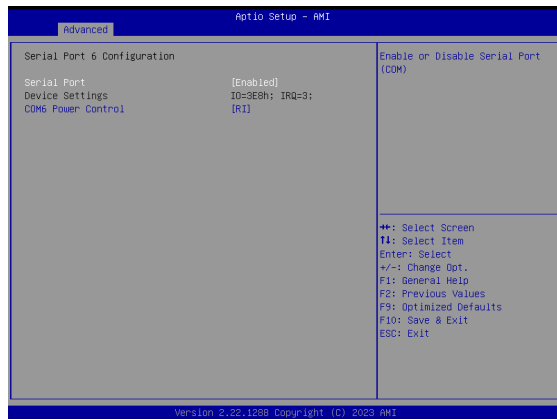 Aptio Setup – AMI
Advanced
Serial Port 6 Configuration
Serial Port [Enabled]
Device Settings IO=3E8h; IRQ=3;
COM6 Power Control [RI]
Enable or Disable Serial Port
(COM)
→←: Select Screen
↑↓: Select Item
Enter: Select
+/-: Change Opt.
F1: General Help
F2: Previous Values
F9: Optimized Defaults
F10: Save & Exit
ESC: Exit
Version 2.22.1288 Copyright (C) 2023 AMI